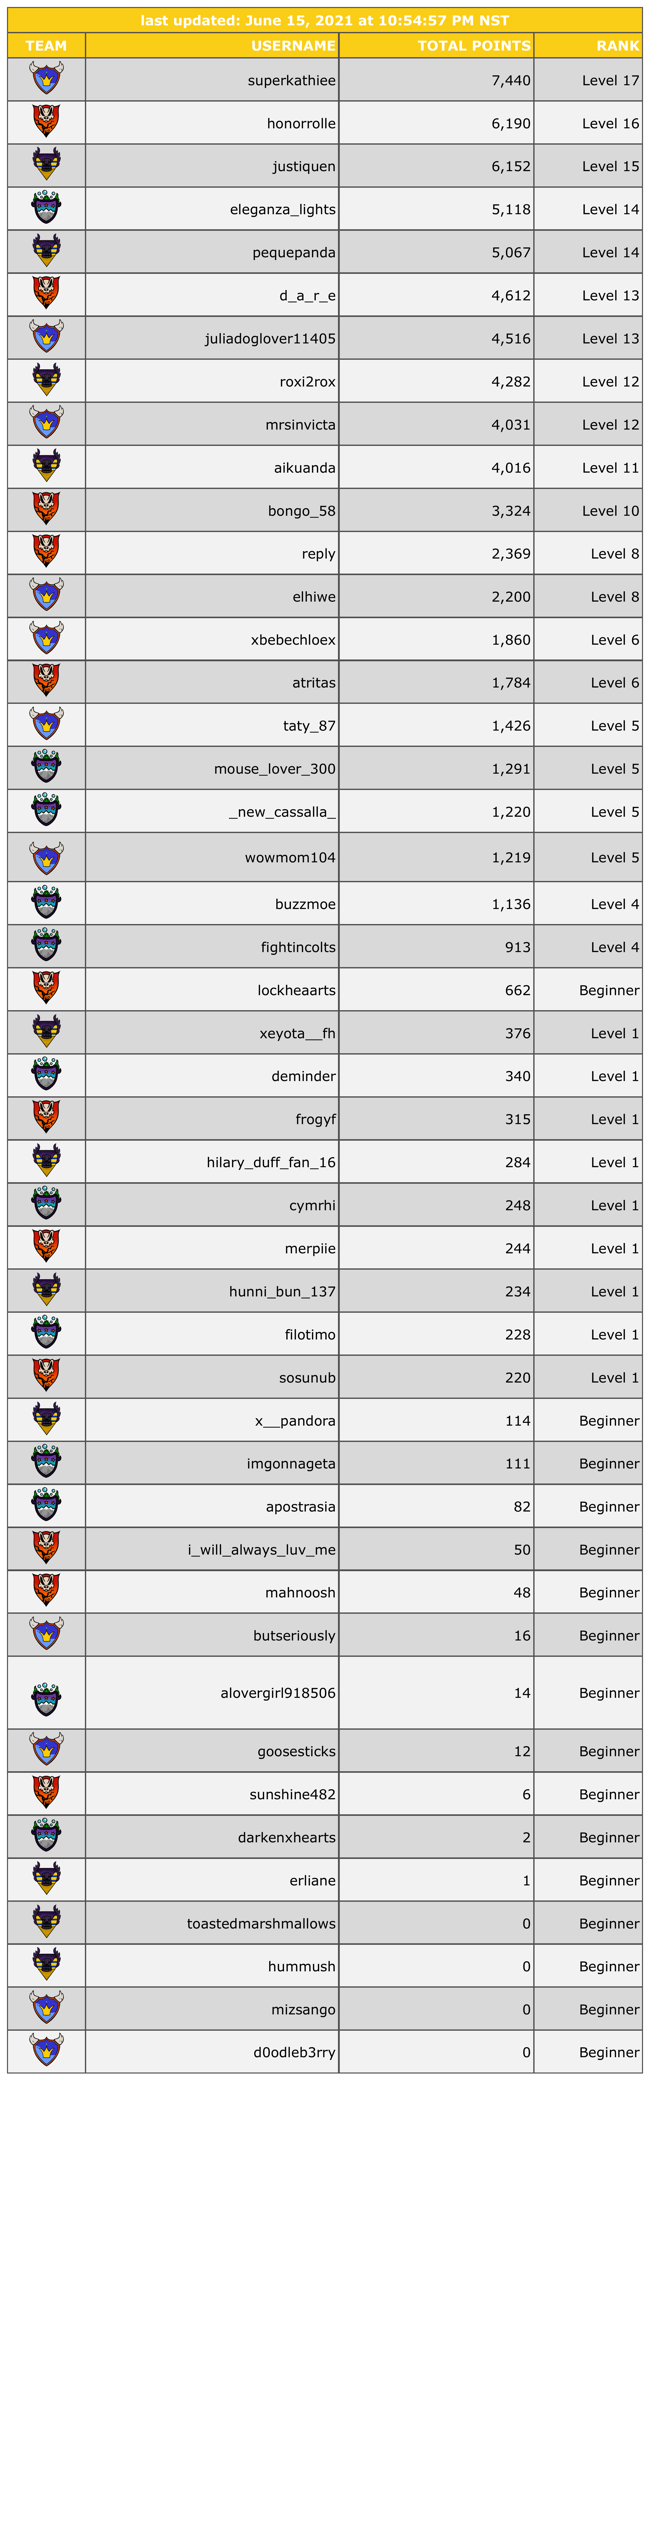 last updated: June 15, 2021 at 10:54:57 PM NST
TEAM USERNAME TOTAL POINTS RANK
superkathiee 7,440 Level 17
honorrolle 6,190 Level 16
justiquen 6,152 Level 15
eleganza_lights 5,118 Level 14
pequepanda 5,067 Level 14
d_a_r_e 4,612 Level 13
juliadoglover11405 4,516 Level 13
roxi2rox 4,282 Level 12
mrsinvicta 4,031 Level 12
aikuanda 4,016 Level 11
bongo_58 3,324 Level 10
reply 2,369 Level 8
elhiwe 2,200 Level 8
xbebechloex 1,860 Level 6
atritas 1,784 Level 6
taty_87 1,426 Level 5
mouse_lover_300 1,291 Level 5
_new_cassalla_ 1,220 Level 5
wowmom104 1,219 Level 5
buzzmoe 1,136 Level 4
fightincolts 913 Level 4
lockheaarts 662 Beginner
xeyota__fh 376 Level 1
deminder 340 Level 1
frogyf 315 Level 1
hilary_duff_fan_16 284 Level 1
cymrhi 248 Level 1
merpiie 244 Level 1
hunni_bun_137 234 Level 1
filotimo 228 Level 1
sosunub 220 Level 1
x__pandora 114 Beginner
imgonnageta 111 Beginner
apostrasia 82 Beginner
i_will_always_luv_me 50 Beginner
mahnoosh 48 Beginner
butseriously 16 Beginner
alovergirl918506 14 Beginner
goosesticks 12 Beginner
sunshine482 6 Beginner
darkenxhearts 2 Beginner
erliane 1 Beginner
toastedmarshmallows 0 Beginner
hummush 0 Beginner
mizsango 0 Beginner
d0odleb3rry 0 Beginner